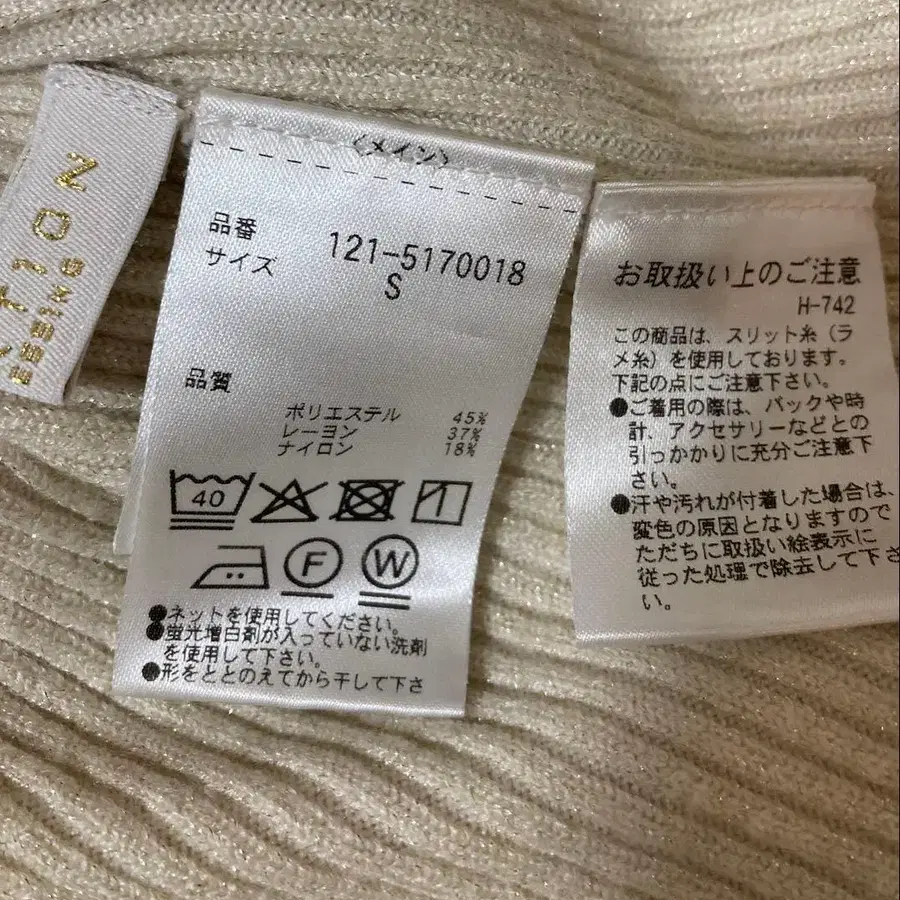 〈メイン〉
品番 121-5170018
サイズ S
品質
ポリエステル 45%
レーヨン 37%
ナイロン 18%
40
F
W
●ネットを使用してください。
●蛍光増白剤が入っていない洗剤
を使用して下さい。
●形をととのえてから干して下さ
お取扱い上のご注意
H-742
この商品は、スリット糸（ラ
メ糸）を使用しております。
下記の点にご注意下さい。
●ご着用の際は、バックや時
計、アクセサリーなどとの
引っかかりに充分ご注意下
さい。
●汗や汚れが付着した場合は、
変色の原因となりますので
ただちに取扱い絵表示に
従った処理で除去して下さ
い。